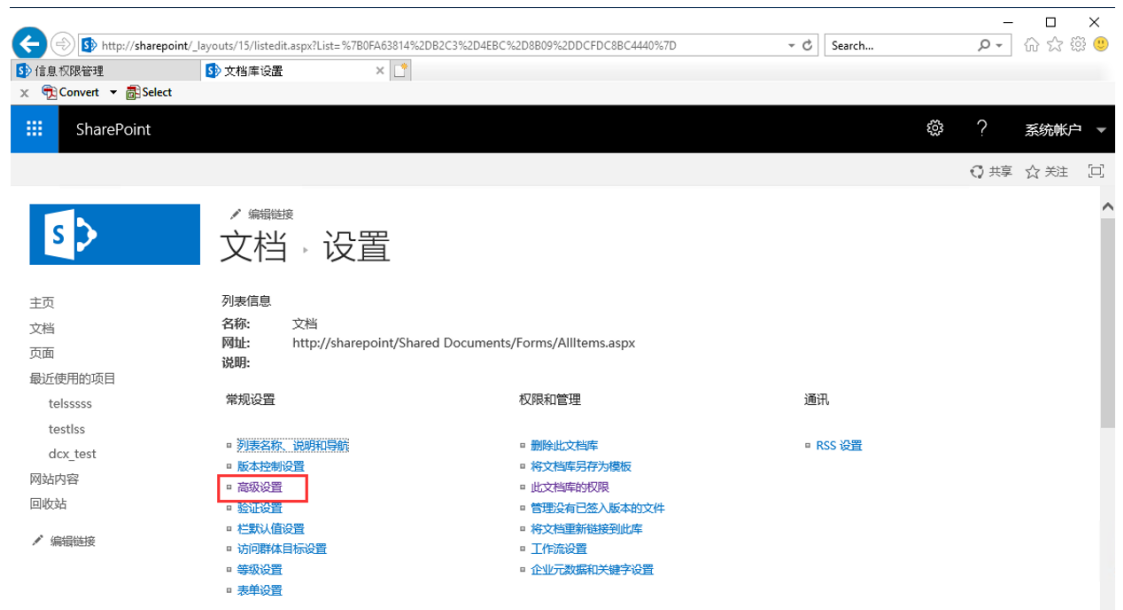 http://sharepoint/_layouts/15/listedit.aspx?List=%7B0FA63814%2DB2C3%2D4EBC%2D8B09%2DDCFDC8BC4440%7D Search...
信息权限管理 文档库设置
Convert Select
SharePoint ? 系统帐户
共享 关注
编辑链接
S
文档 设置
主页
文档
页面
最近使用的项目
telsssss
testlss
dcx_test
网站内容
回收站
编辑链接
列表信息
名称: 文档
网址: http://sharepoint/Shared Documents/Forms/AllItems.aspx
说明:
常规设置
列表名称、说明和导航
版本控制设置
高级设置
验证设置
栏默认值设置
访问群体目标设置
等级设置
表单设置
权限和管理
删除此文档库
将文档库另存为模板
此文档库的权限
管理没有已签入版本的文件
将文档重新链接到此库
工作流设置
企业元数据和关键字设置
通讯
RSS 设置